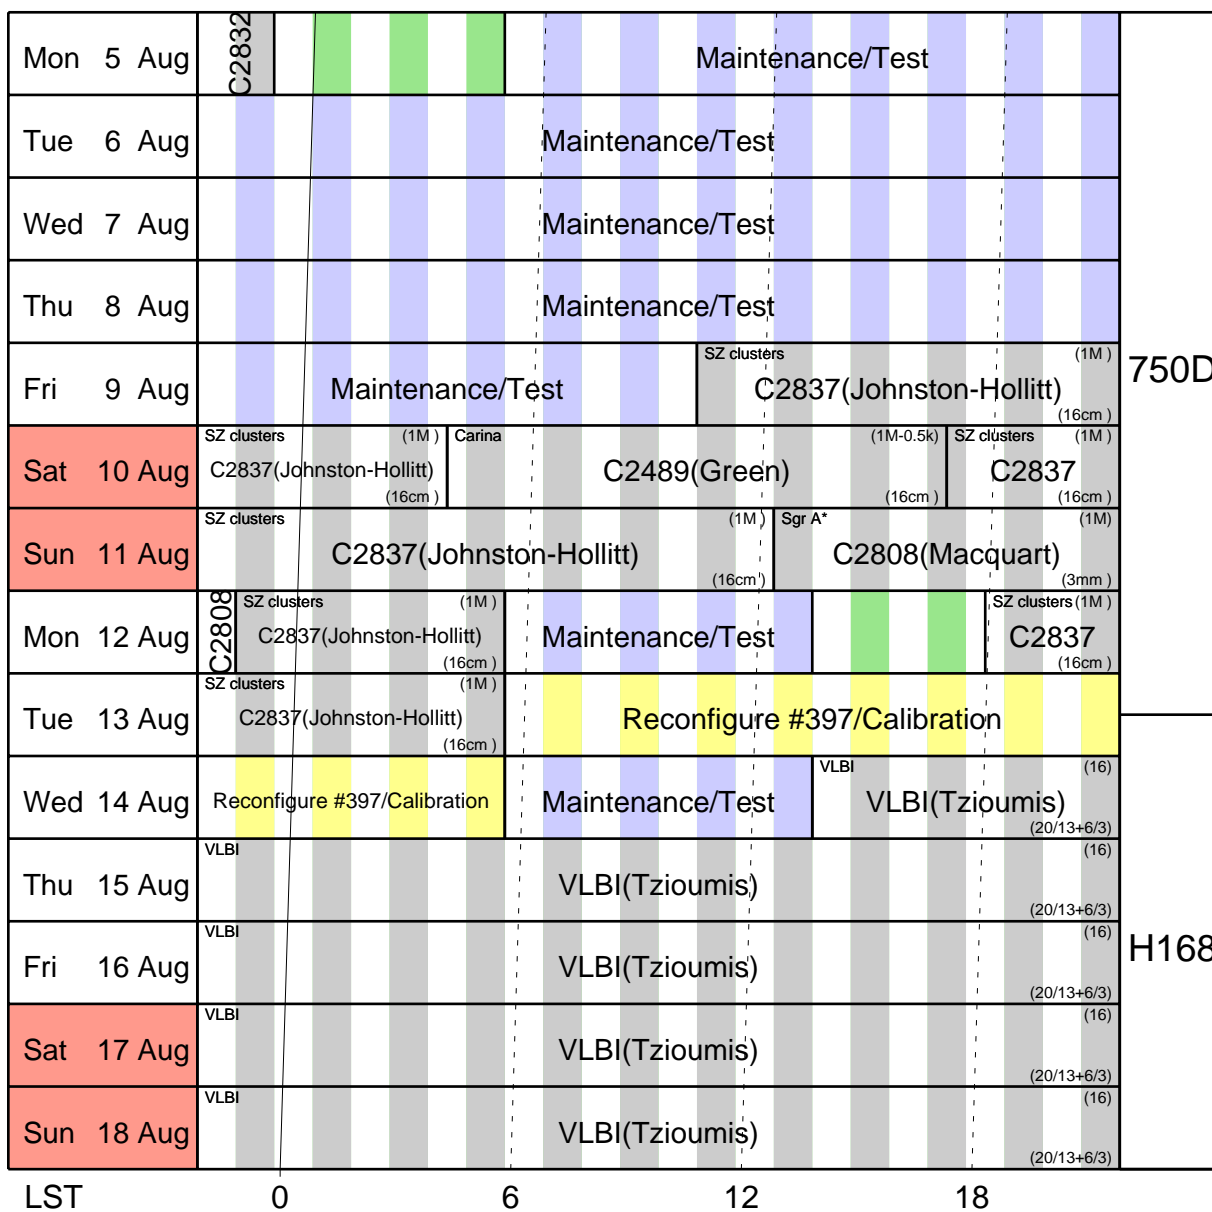 Mon 5 Aug C2832 Maintenance/Test
Tue 6 Aug Maintenance/Test
Wed 7 Aug Maintenance/Test
Thu 8 Aug Maintenance/Test
SZ clusters (1M )
Fri 9 Aug Maintenance/Test C2837(Johnston-Hollitt) 750D
(16cm )
SZ clusters (1M ) Carina (1M-0.5k) SZ clusters (1M )
Sat 10 Aug C2837(Johnston-Hollitt) C2489(Green) C2837
(16cm ) (16cm ) (16cm )
SZ clusters (1M ) Sgr A* (1M)
Sun 11 Aug C2837(Johnston-Hollitt) C2808(Macquart)
(16cm ) (3mm )
SZ clusters (1M ) SZ clusters (1M )
Mon 12 Aug C2808 C2837(Johnston-Hollitt) Maintenance/Test C2837
(16cm ) (16cm )
SZ clusters (1M )
Tue 13 Aug C2837(Johnston-Hollitt) Reconfigure #397/Calibration
(16cm )
VLBI (16)
Wed 14 Aug Reconfigure #397/Calibration Maintenance/Test VLBI(Tzioumis)
(20/13+6/3)
VLBI (16)
Thu 15 Aug VLBI(Tzioumis)
(20/13+6/3)
VLBI (16)
Fri 16 Aug VLBI(Tzioumis) H168
(20/13+6/3)
VLBI (16)
Sat 17 Aug VLBI(Tzioumis)
(20/13+6/3)
VLBI (16)
Sun 18 Aug VLBI(Tzioumis)
(20/13+6/3)
LST 0 6 12 18